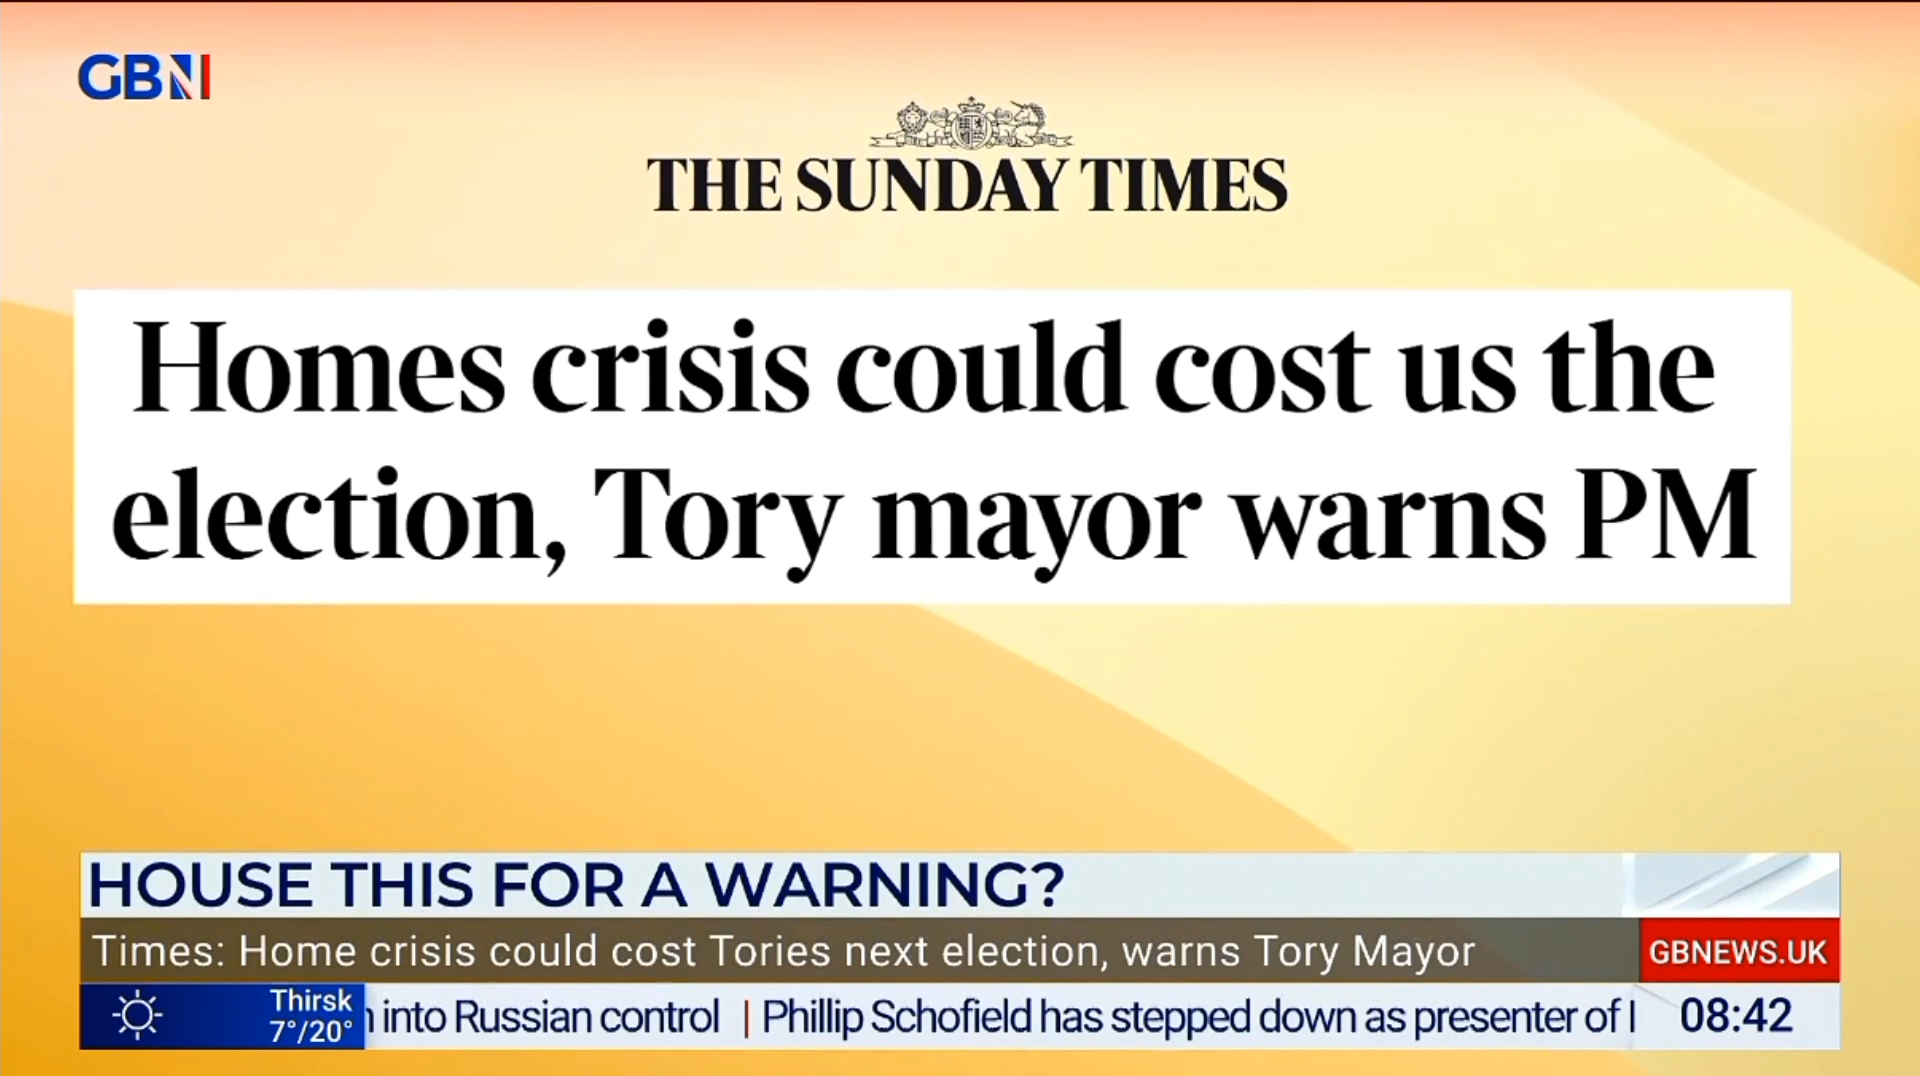 GBN
THE SUNDAY TIMES
Homes crisis could cost us the
election, Tory mayor warns PM
HOUSE THIS FOR A WARNING?
Times: Home crisis could cost Tories next election, warns Tory Mayor
GBNEWS.UK
Thirsk
7°/20°
into Russian control | Phillip Schofield has stepped down as presenter of
08:42